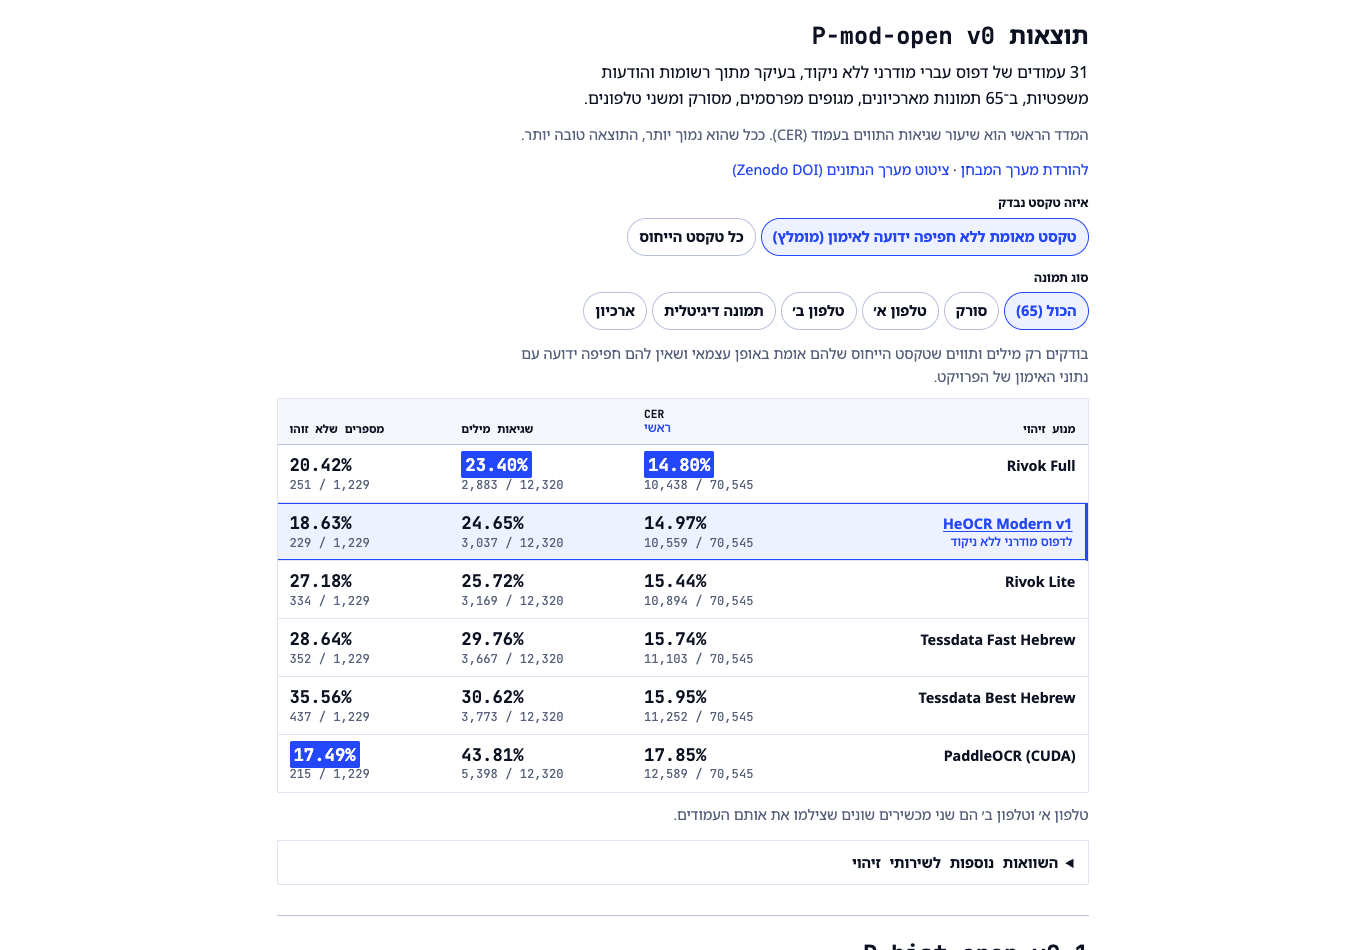 תוצאות P-mod-open v0
31 עמודים של דפוס עברי מודרני ללא ניקוד, בעיקר מתוך רשומות והודעות
משפטיות, ב־65 תמונות מארכיונים, מגופים מפרסמים, מסורק ומשני טלפונים.
המדד הראשי הוא שיעור שגיאות התווים בעמוד (CER). ככל שהוא נמוך יותר, התוצאה טובה יותר.
להורדת מערך המבחן · ציטוט מערך הנתונים (Zenodo DOI)
איזה טקסט נבדק
טקסט מאומת ללא חפיפה ידועה לאימון (מומלץ) כל טקסט הייחוס
סוג תמונה
הכול (65) סורק טלפון א׳ טלפון ב׳ תמונה דיגיטלית ארכיון
בודקים רק מילים ותווים שטקסט הייחוס שלהם אומת באופן עצמאי ושאין להם חפיפה ידועה עם
נתוני האימון של הפרויקט.
מנוע זיהוי CER ראשי שגיאות מילים מספרים שלא זוהו
Rivok Full 14.80% 23.40% 20.42%
10,438 / 70,545 2,883 / 12,320 251 / 1,229
HeOCR Modern v1 14.97% 24.65% 18.63%
לדפוס מודרני ללא ניקוד 10,559 / 70,545 3,037 / 12,320 229 / 1,229
Rivok Lite 15.44% 25.72% 27.18%
10,894 / 70,545 3,169 / 12,320 334 / 1,229
Tessdata Fast Hebrew 15.74% 29.76% 28.64%
11,103 / 70,545 3,667 / 12,320 352 / 1,229
Tessdata Best Hebrew 15.95% 30.62% 35.56%
11,252 / 70,545 3,773 / 12,320 437 / 1,229
PaddleOCR (CUDA) 17.85% 43.81% 17.49%
12,589 / 70,545 5,398 / 12,320 215 / 1,229
טלפון א׳ וטלפון ב׳ הם שני מכשירים שונים שצילמו את אותם העמודים.
השוואות נוספות לשירותי זיהוי